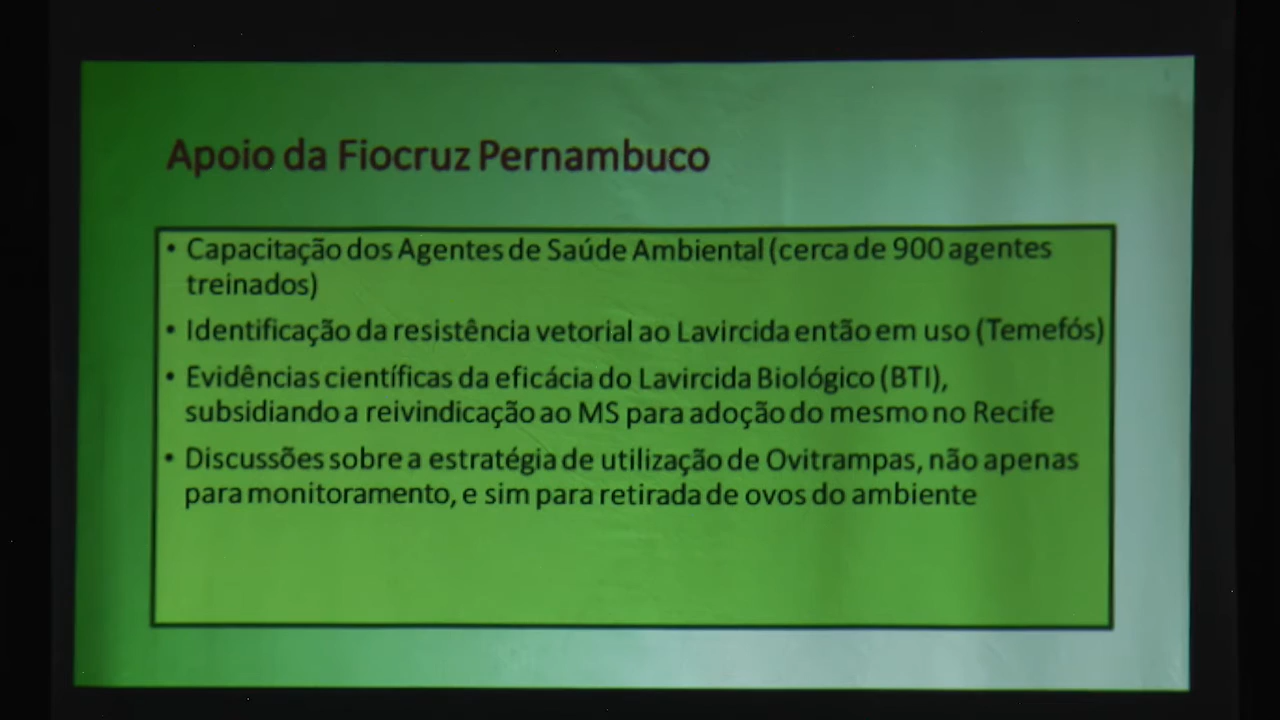 Apoio da Fiocruz Pernambuco
• Capacitação dos Agentes de Saúde Ambiental (cerca de 900 agentes
treinados)
• Identificação da resistência vetorial ao Lavircida então em uso (Temefós)
• Evidências científicas da eficácia do Lavircida Biológico (BTI),
subsidiando a reivindicação ao MS para adoção do mesmo no Recife
• Discussões sobre a estratégia de utilização de Ovitrampas, não apenas
para monitoramento, e sim para retirada de ovos do ambiente